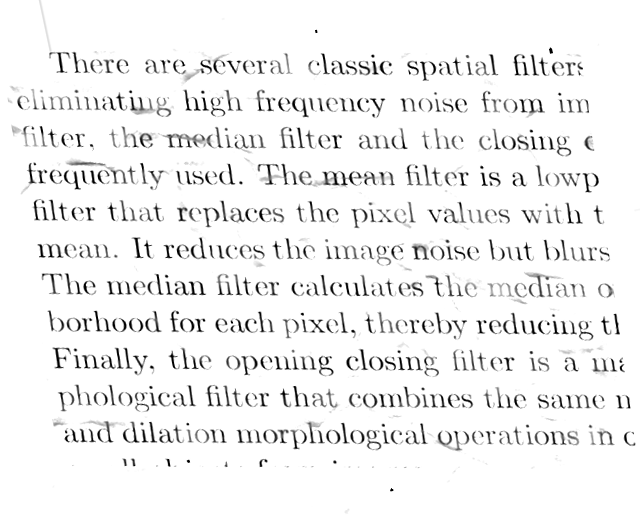 There are several classic spatial filters
eliminating high frequency noise from im
filter, the median filter and the closing
frequently used. The mean filter is a lowp
filter that replaces the pixel values with t
mean. It reduces the image noise but blurs
The median filter calculates the median o
borhood for each pixel, thereby reducing
Finally, the opening closing filter is a
phological filter that combines the same n
and dilation morphological operations in